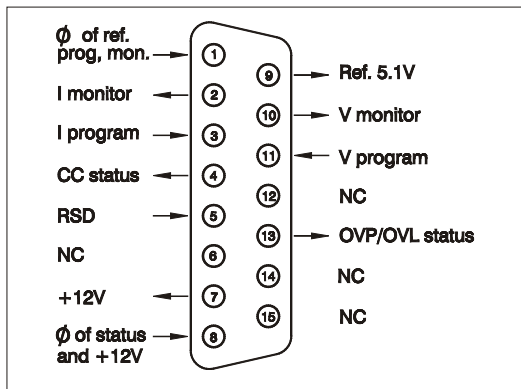 ϕ of ref.
prog, mon.
I monitor
I program
CC status
RSD
NC
+12V
ϕ of status
and +12V
1
2
3
4
5
6
7
8
9
10
11
12
13
14
15
Ref. 5.1V
V monitor
V program
NC
OVP/OVL status
NC
NC